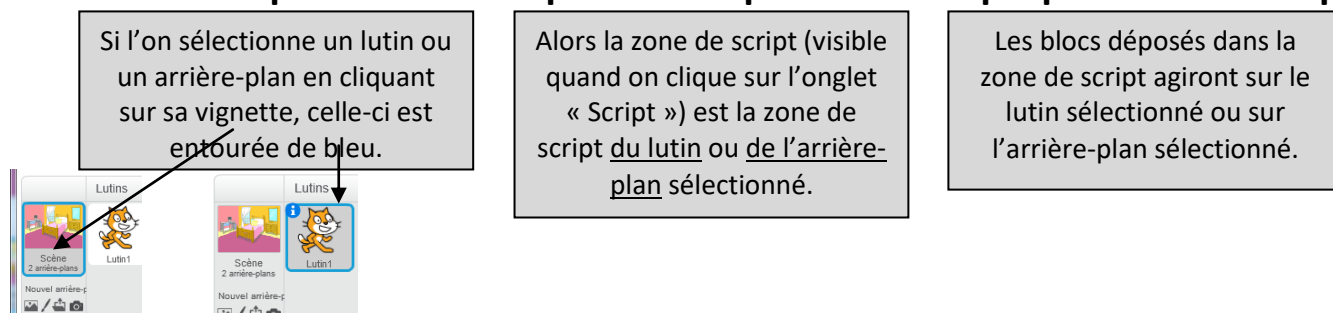 Si l’on sélectionne un lutin ou
un arrière-plan en cliquant
sur sa vignette, celle-ci est
entourée de bleu.
Alors la zone de script (visible
quand on clique sur l’onglet
« Script ») est la zone de
script du lutin ou de l’arrière-
plan sélectionné.
Les blocs déposés dans la
zone de script agiront sur le
lutin sélectionné ou sur
l’arrière-plan sélectionné.
Lutins
Scène
2 arrière-plans
Lutin1
Nouvel arrière-p
Lutins
Scène
2 arrière-plans
Lutin1
Nouvel arrière-p